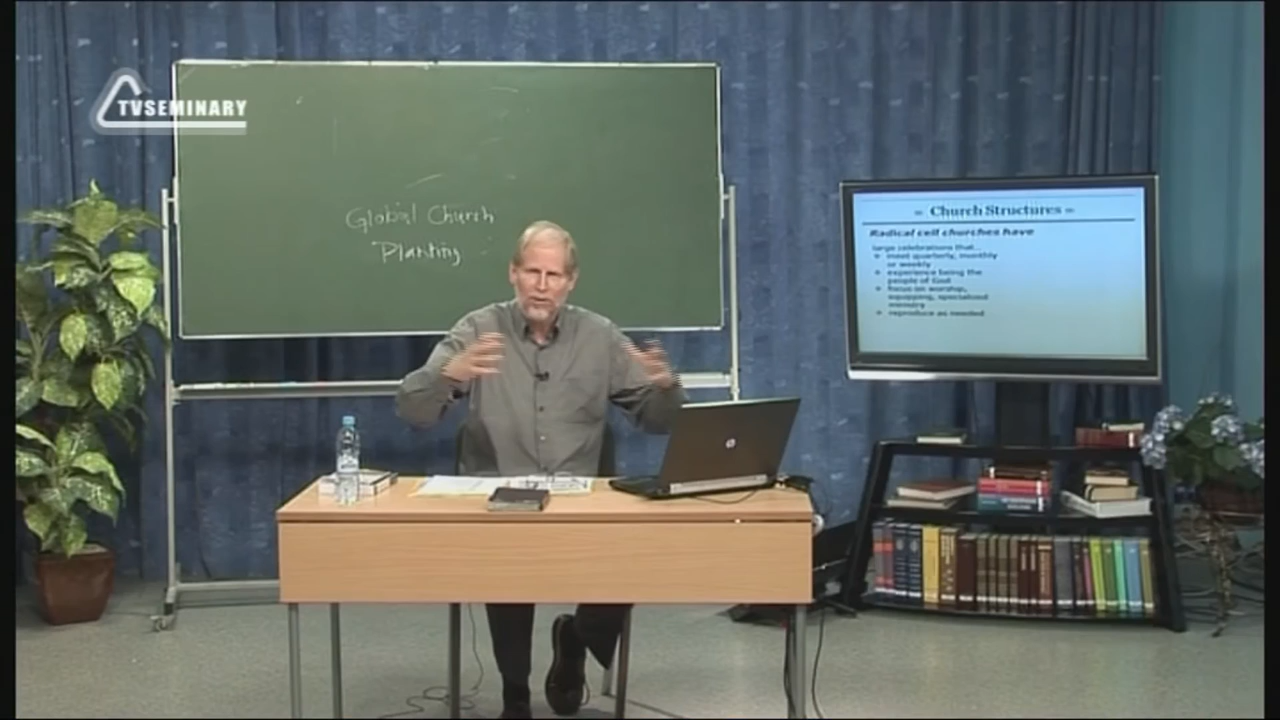 TVSEMINARY
Global Church
Planting
Church Structures
Radical cell churches have
large celebrations that...
meet quarterly, monthly
or weekly
experience being the
people of God
focus on worship,
equipping, specialized
ministry
reproduce as needed